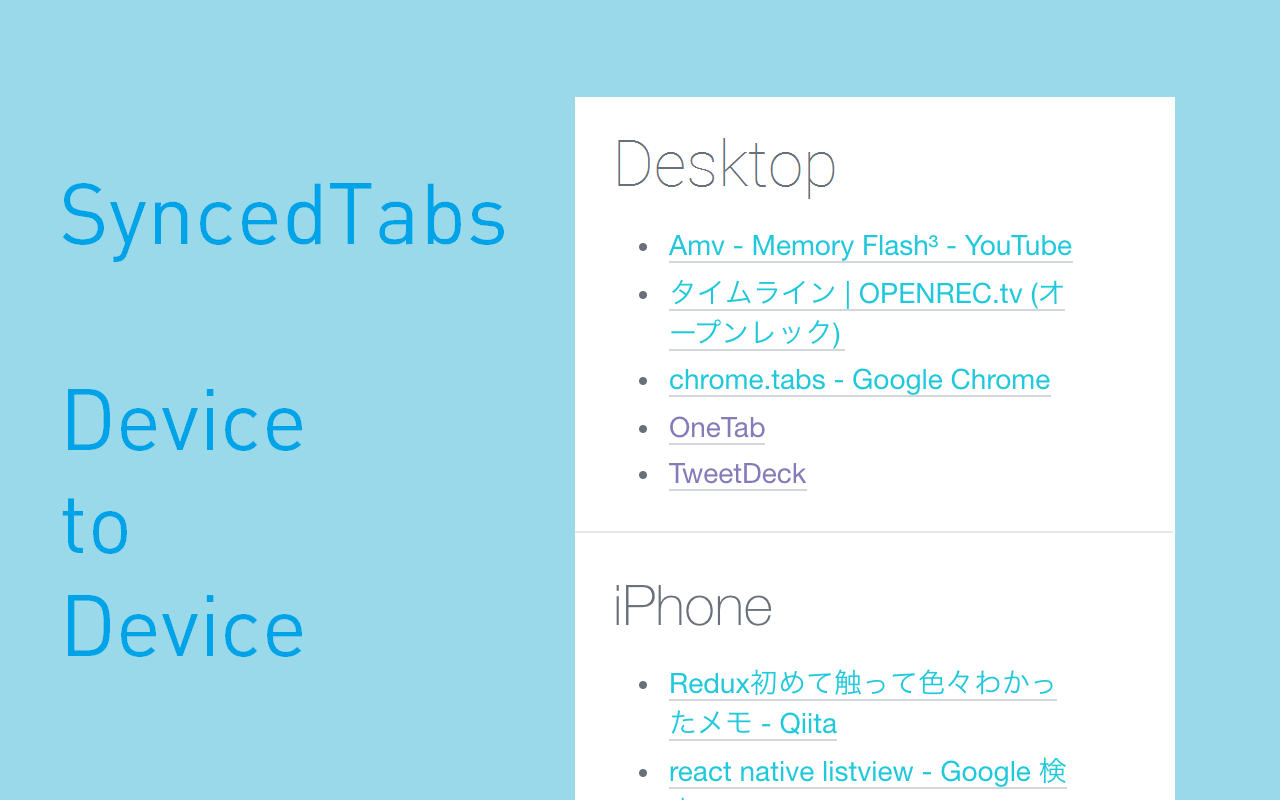 SyncedTabs
Device
to
Device
Desktop
Amv - Memory Flash³ - YouTube
タイムライン | OPENREC.tv (オ
ープンレック)
chrome.tabs - Google Chrome
OneTab
TweetDeck
iPhone
Redux初めて触って色々わかっ
たメモ - Qiita
react native listview - Google 検